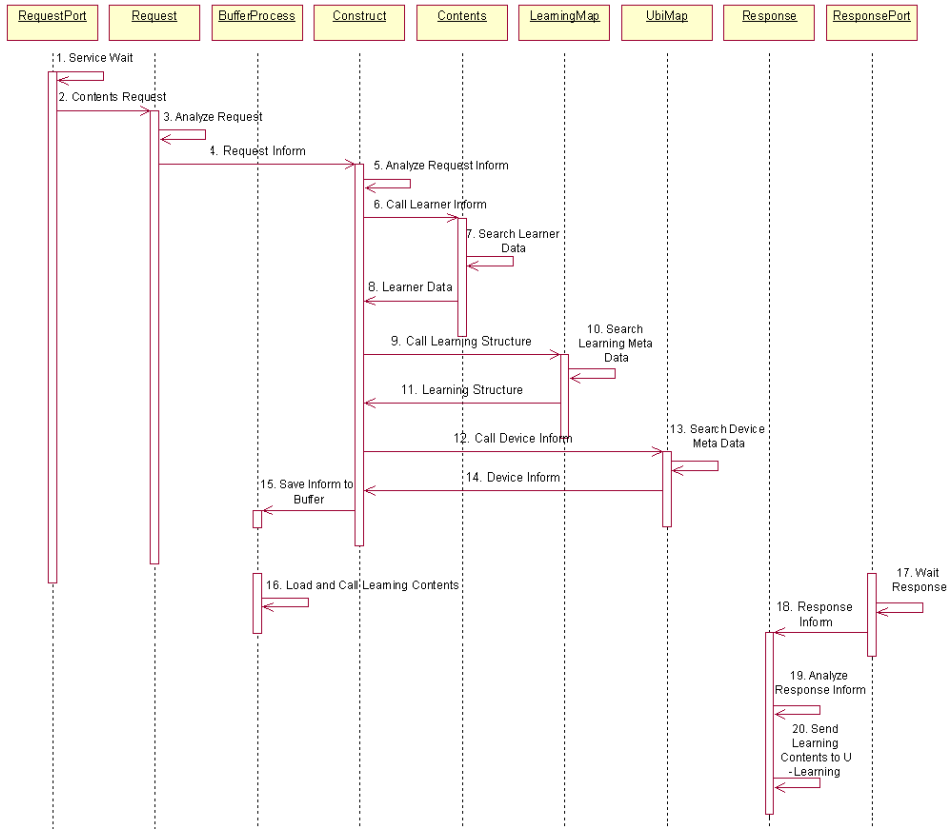 RequestPort
Request
BufferProcess
Construct
Contents
LearningMap
UbiMap
Response
ResponsePort
1. Service Wait
2. Contents Request
3. Analyze Request
4. Request Inform
5. Analyze Request Inform
6. Call Learner Inform
7. Search Learner
Data
8. Learner Data
9. Call Learning Structure
10. Search
Learning Meta
Data
11. Learning Structure
12. Call Device Inform
13. Search Device
Meta Data
14. Device Inform
15. Save Inform to
Buffer
16. Load and Call Learning Contents
17. Wait
Response
18. Response
Inform
19. Analyze
Response Inform
20. Send
Learning
Contents to U
-Learning